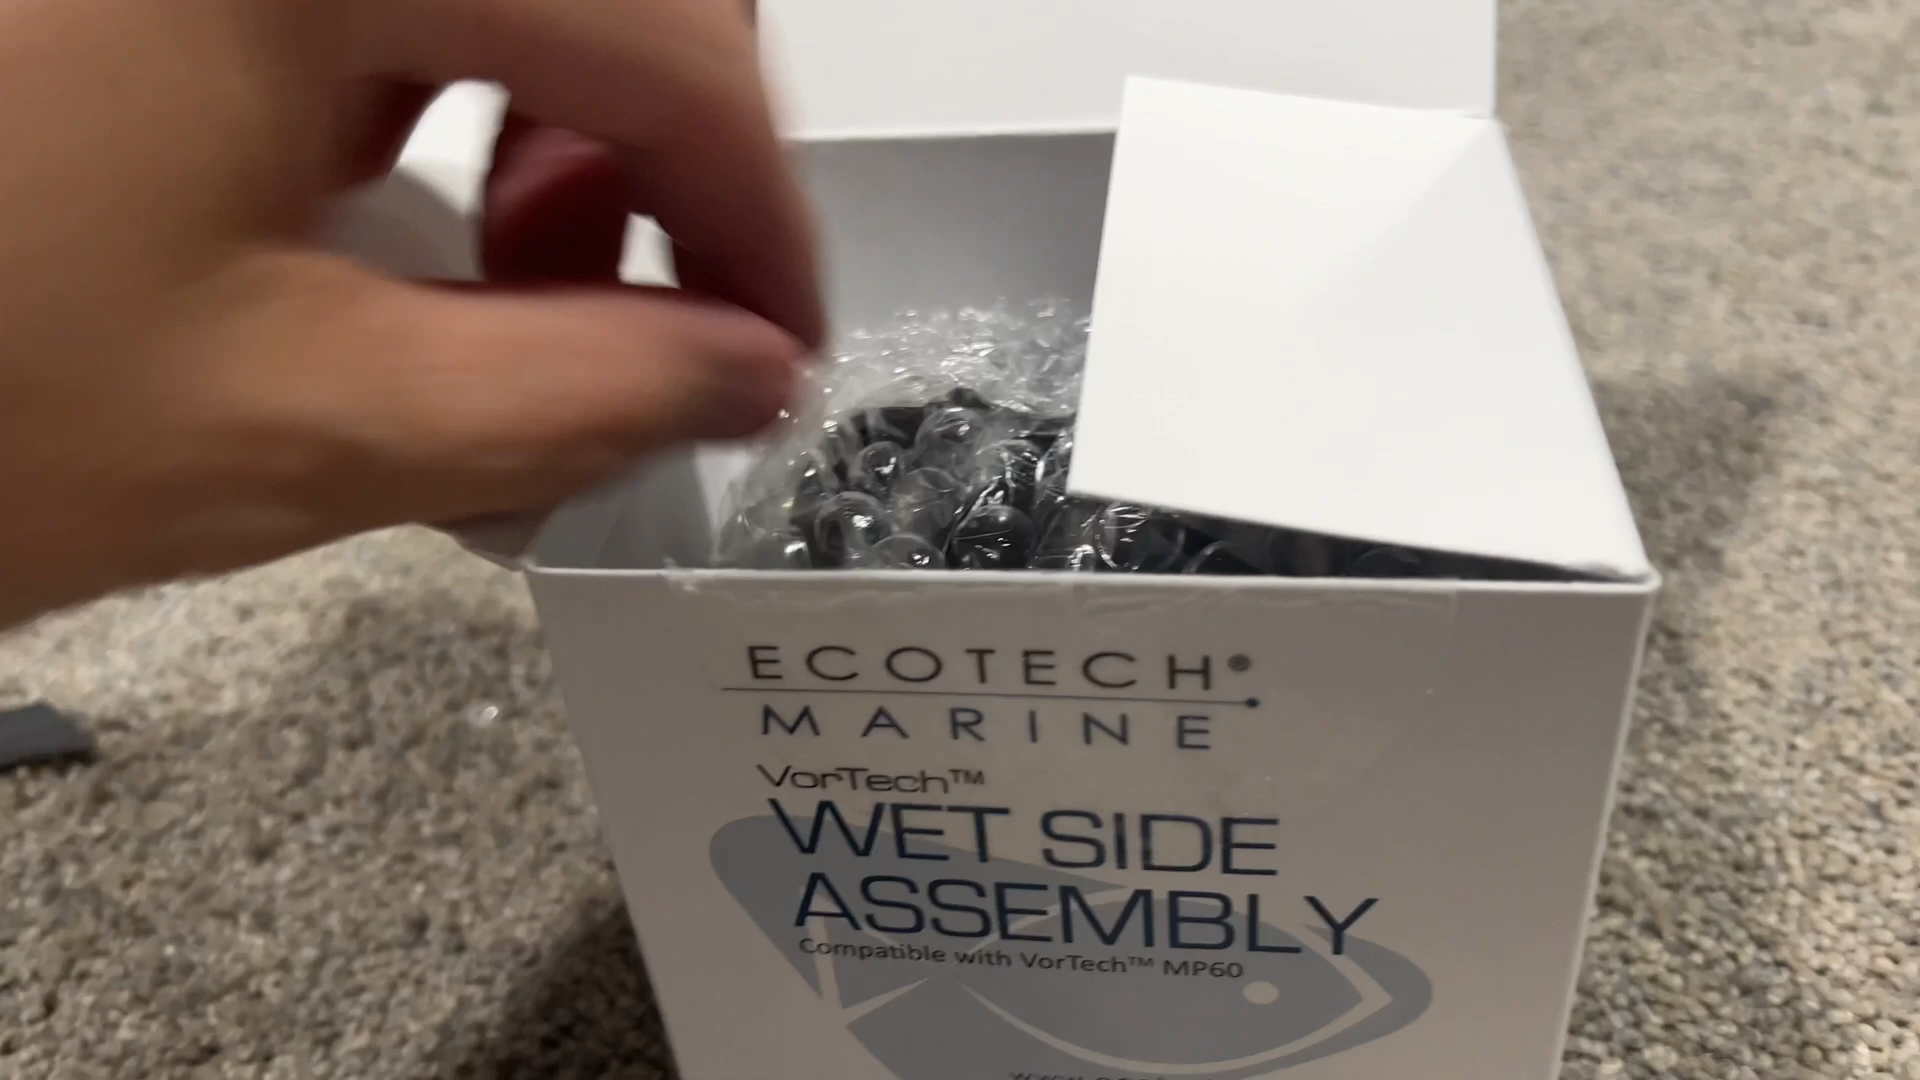 ECOTECH®
MARINE
VorTech™
WET SIDE
ASSEMBLY
Compatible with VorTech™ MP60